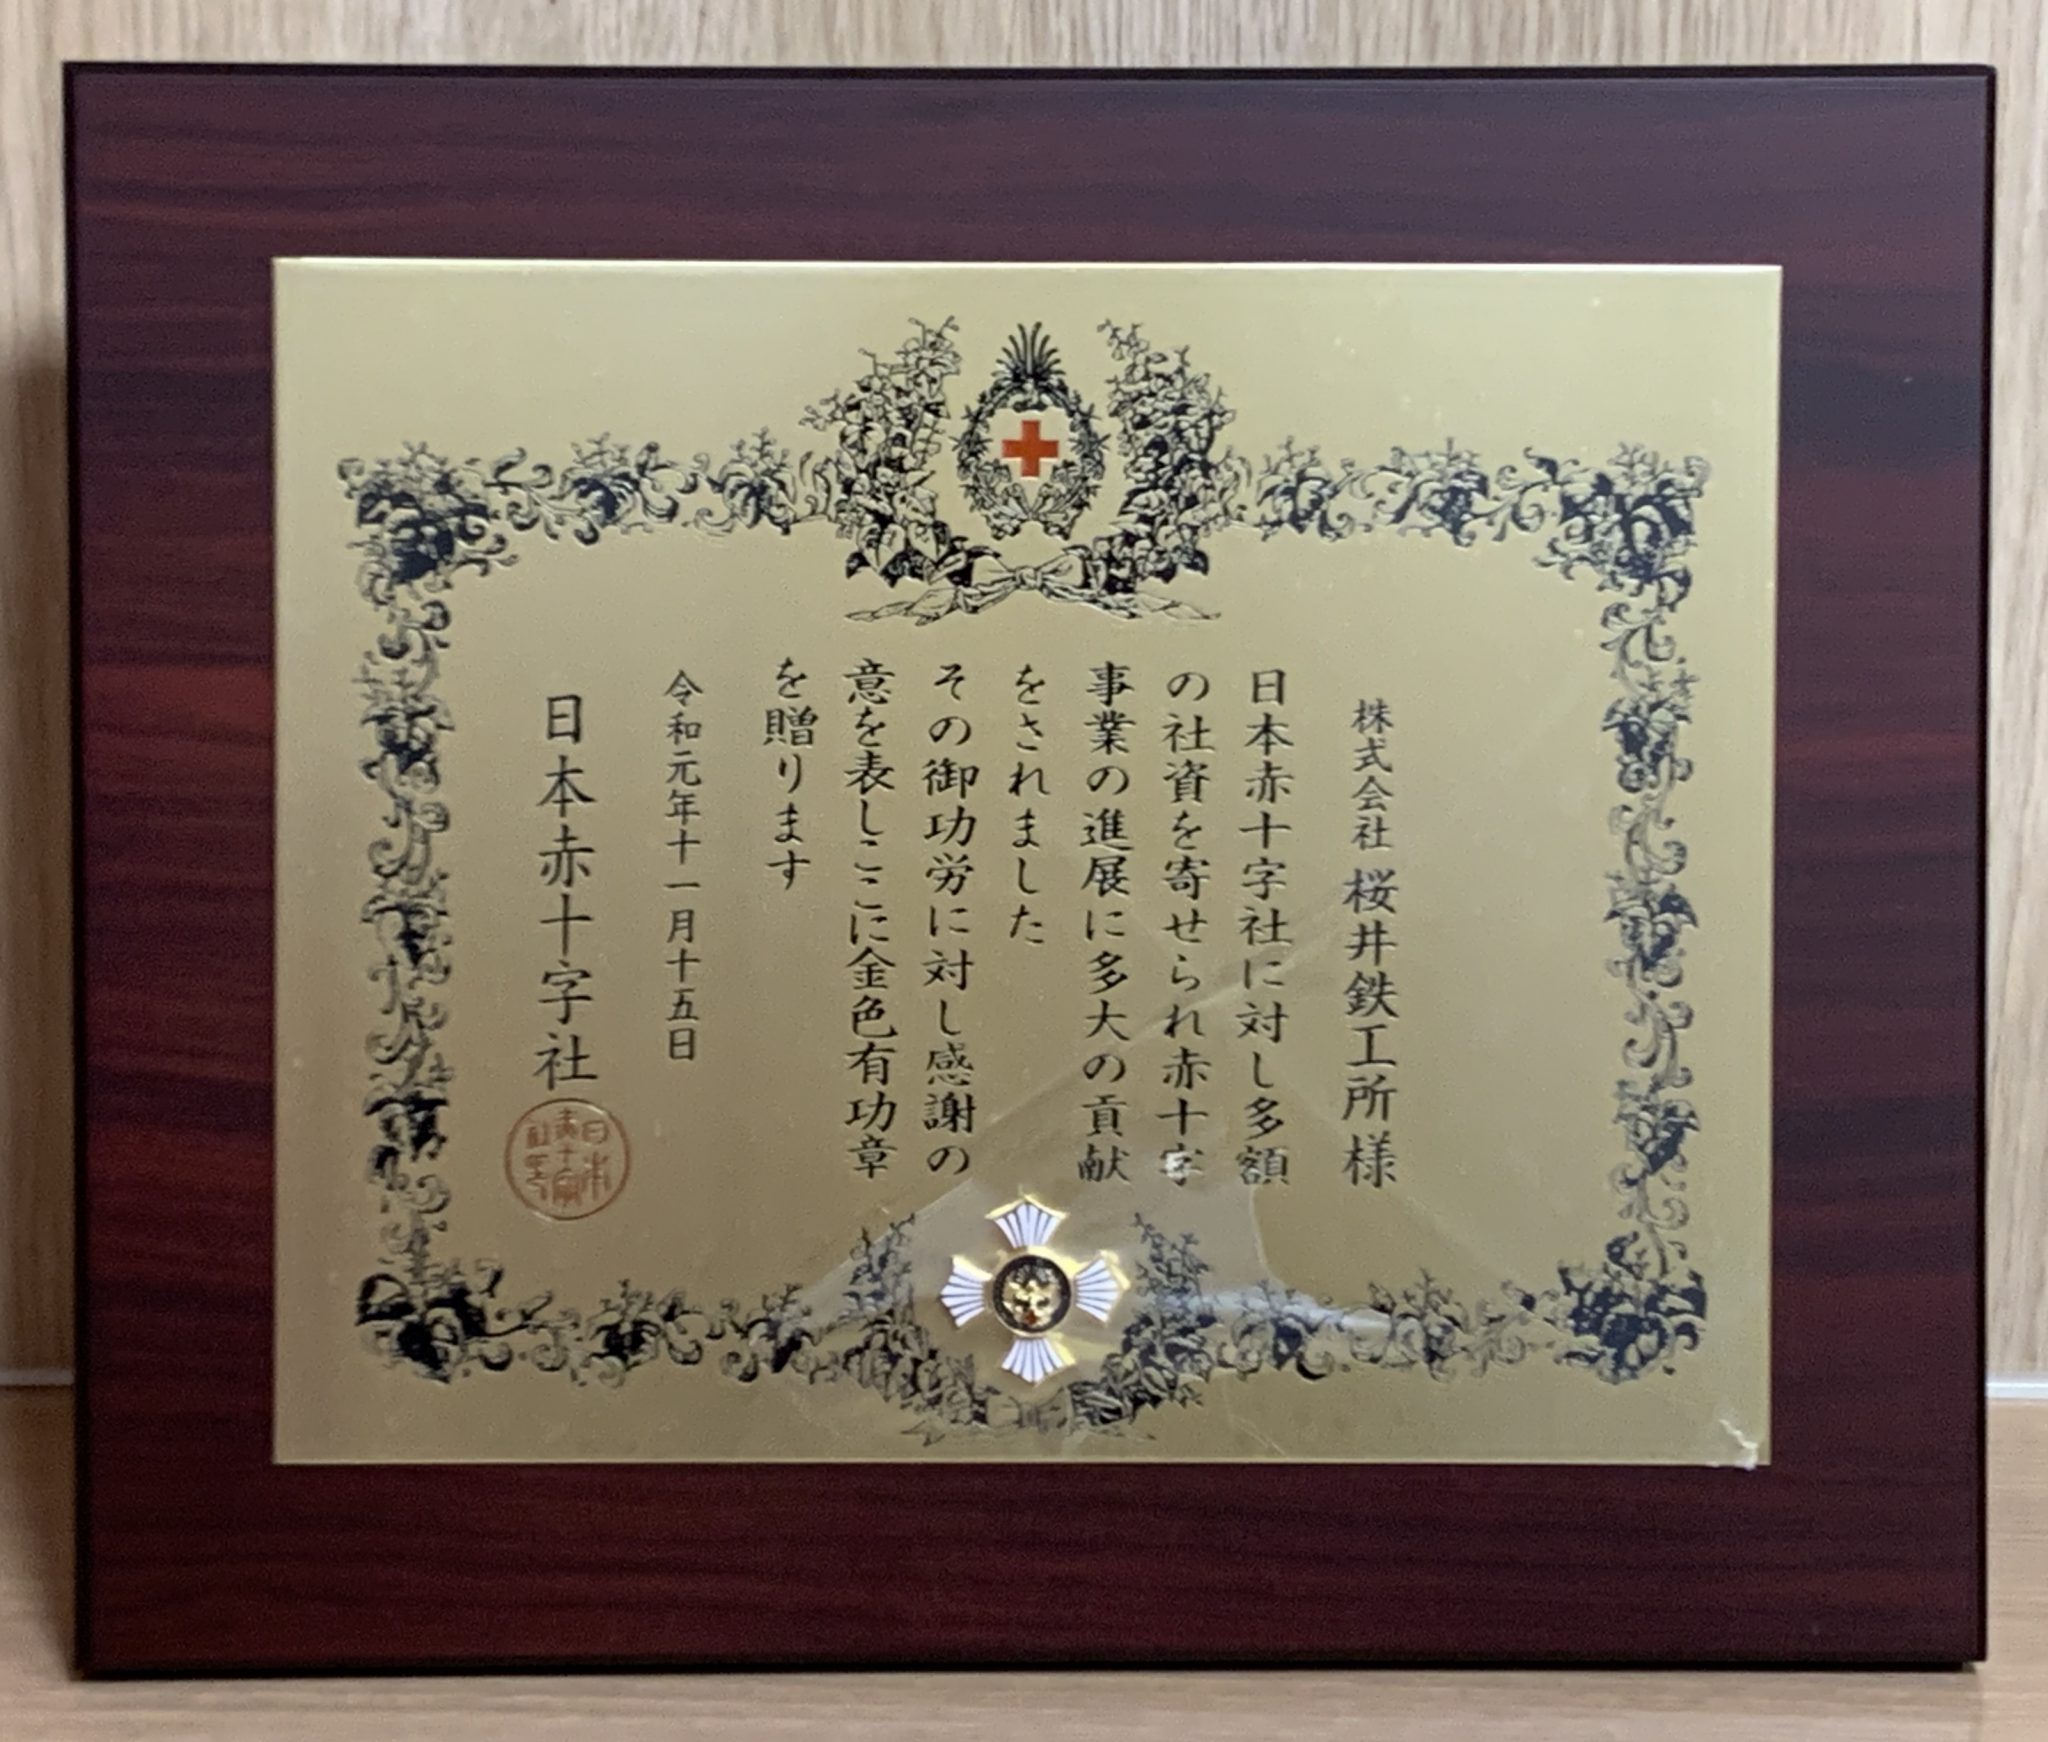 株式会社 桜井鉄工所 様
日本赤十字社に対し多額
の社資を寄せられ赤十字
事業の進展に多大の貢献
をされました
その御功労に対し感謝の
意を表しここに金色有功章
を贈ります
令和元年十一月十五日
日本赤十字社